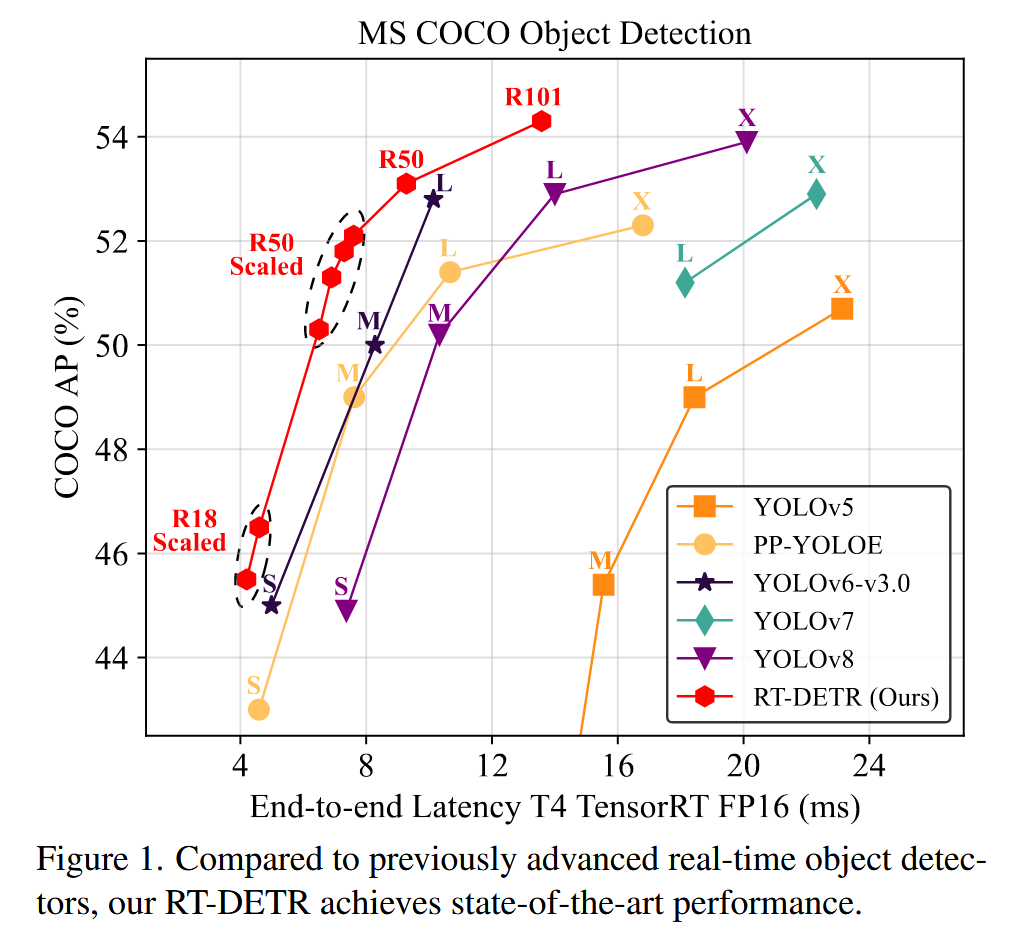 MS COCO Object Detection
COCO AP (%)
54
52
50
48
46
44
R101
R50
R50
Scaled
R18
Scaled
L
M
S
X
L
M
S
X
L
M
S
X
L
X
L
M
YOLOv5
PP-YOLOE
YOLOv6-v3.0
YOLOv7
YOLOv8
RT-DETR (Ours)
4 8 12 16 20 24
End-to-end Latency T4 TensorRT FP16 (ms)
Figure 1. Compared to previously advanced real-time object detec-
tors, our RT-DETR achieves state-of-the-art performance.